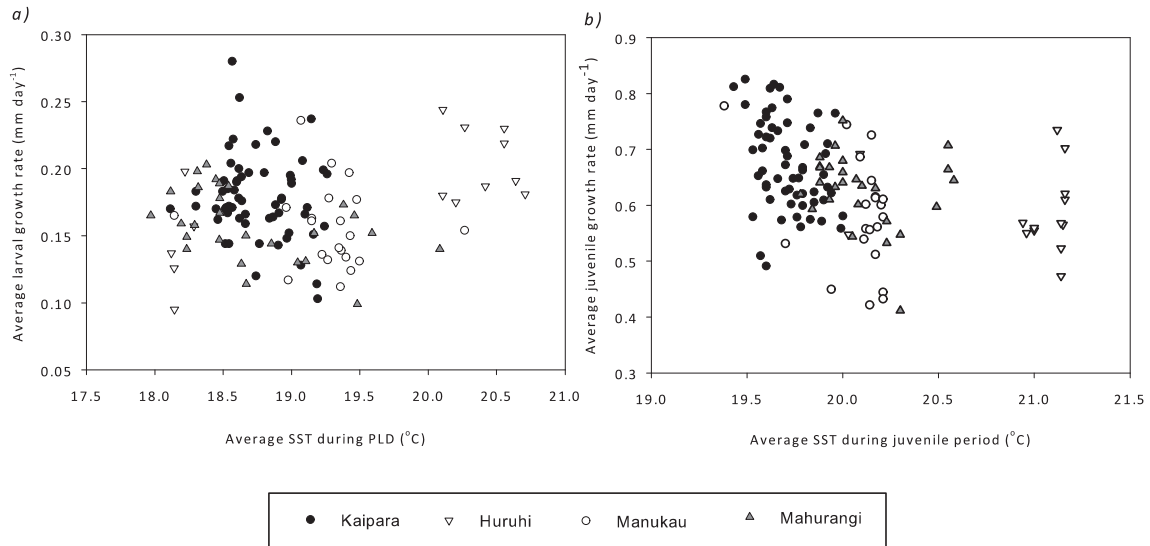 a)
0.30
0.25
0.20
0.15
0.10
0.05
Average larval growth rate (mm day-1)
17.5 18.0 18.5 19.0 19.5 20.0 20.5 21.0
Average SST during PLD (oC)
b)
0.9
0.8
0.7
0.6
0.5
0.4
0.3
Average juvenile growth rate (mm day-1)
19.0 19.5 20.0 20.5 21.0 21.5
Average SST during juvenile period (oC)
Kaipara Huruhi Manukau Mahurangi